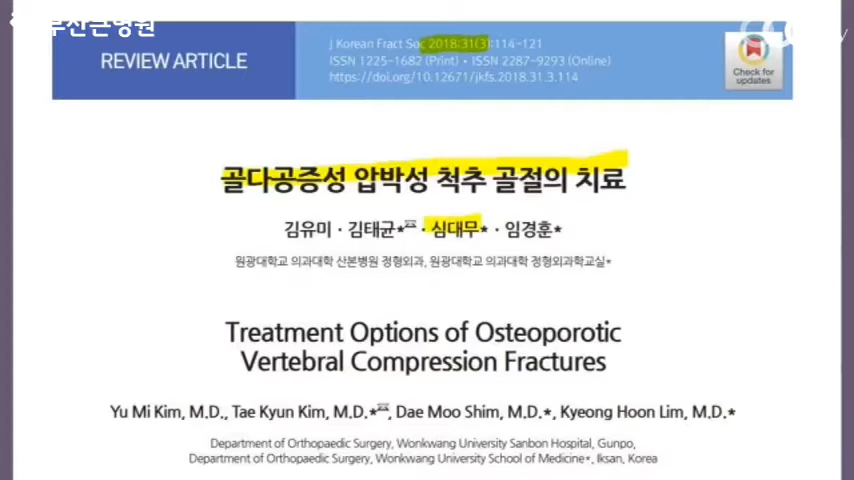 부산큰병원
REVIEW ARTICLE
J Korean Fract Soc 2018;31(3):114-121
ISSN 1225-1682 (Print) • ISSN 2287-9293 (Online)
https://doi.org/10.12671/jkfs.2018.31.3.114
Check for
updates
골다공증성 압박성 척추 골절의 치료
김유미 · 김태균*✉ · 심대무* · 임경훈*
원광대학교 의과대학 산본병원 정형외과, 원광대학교 의과대학 정형외과학교실*
Treatment Options of Osteoporotic
Vertebral Compression Fractures
Yu Mi Kim, M.D., Tae Kyun Kim, M.D.*✉, Dae Moo Shim, M.D.*, Kyeong Hoon Lim, M.D.*
Department of Orthopaedic Surgery, Wonkwang University Sanbon Hospital, Gunpo,
Department of Orthopaedic Surgery, Wonkwang University School of Medicine*, Iksan, Korea